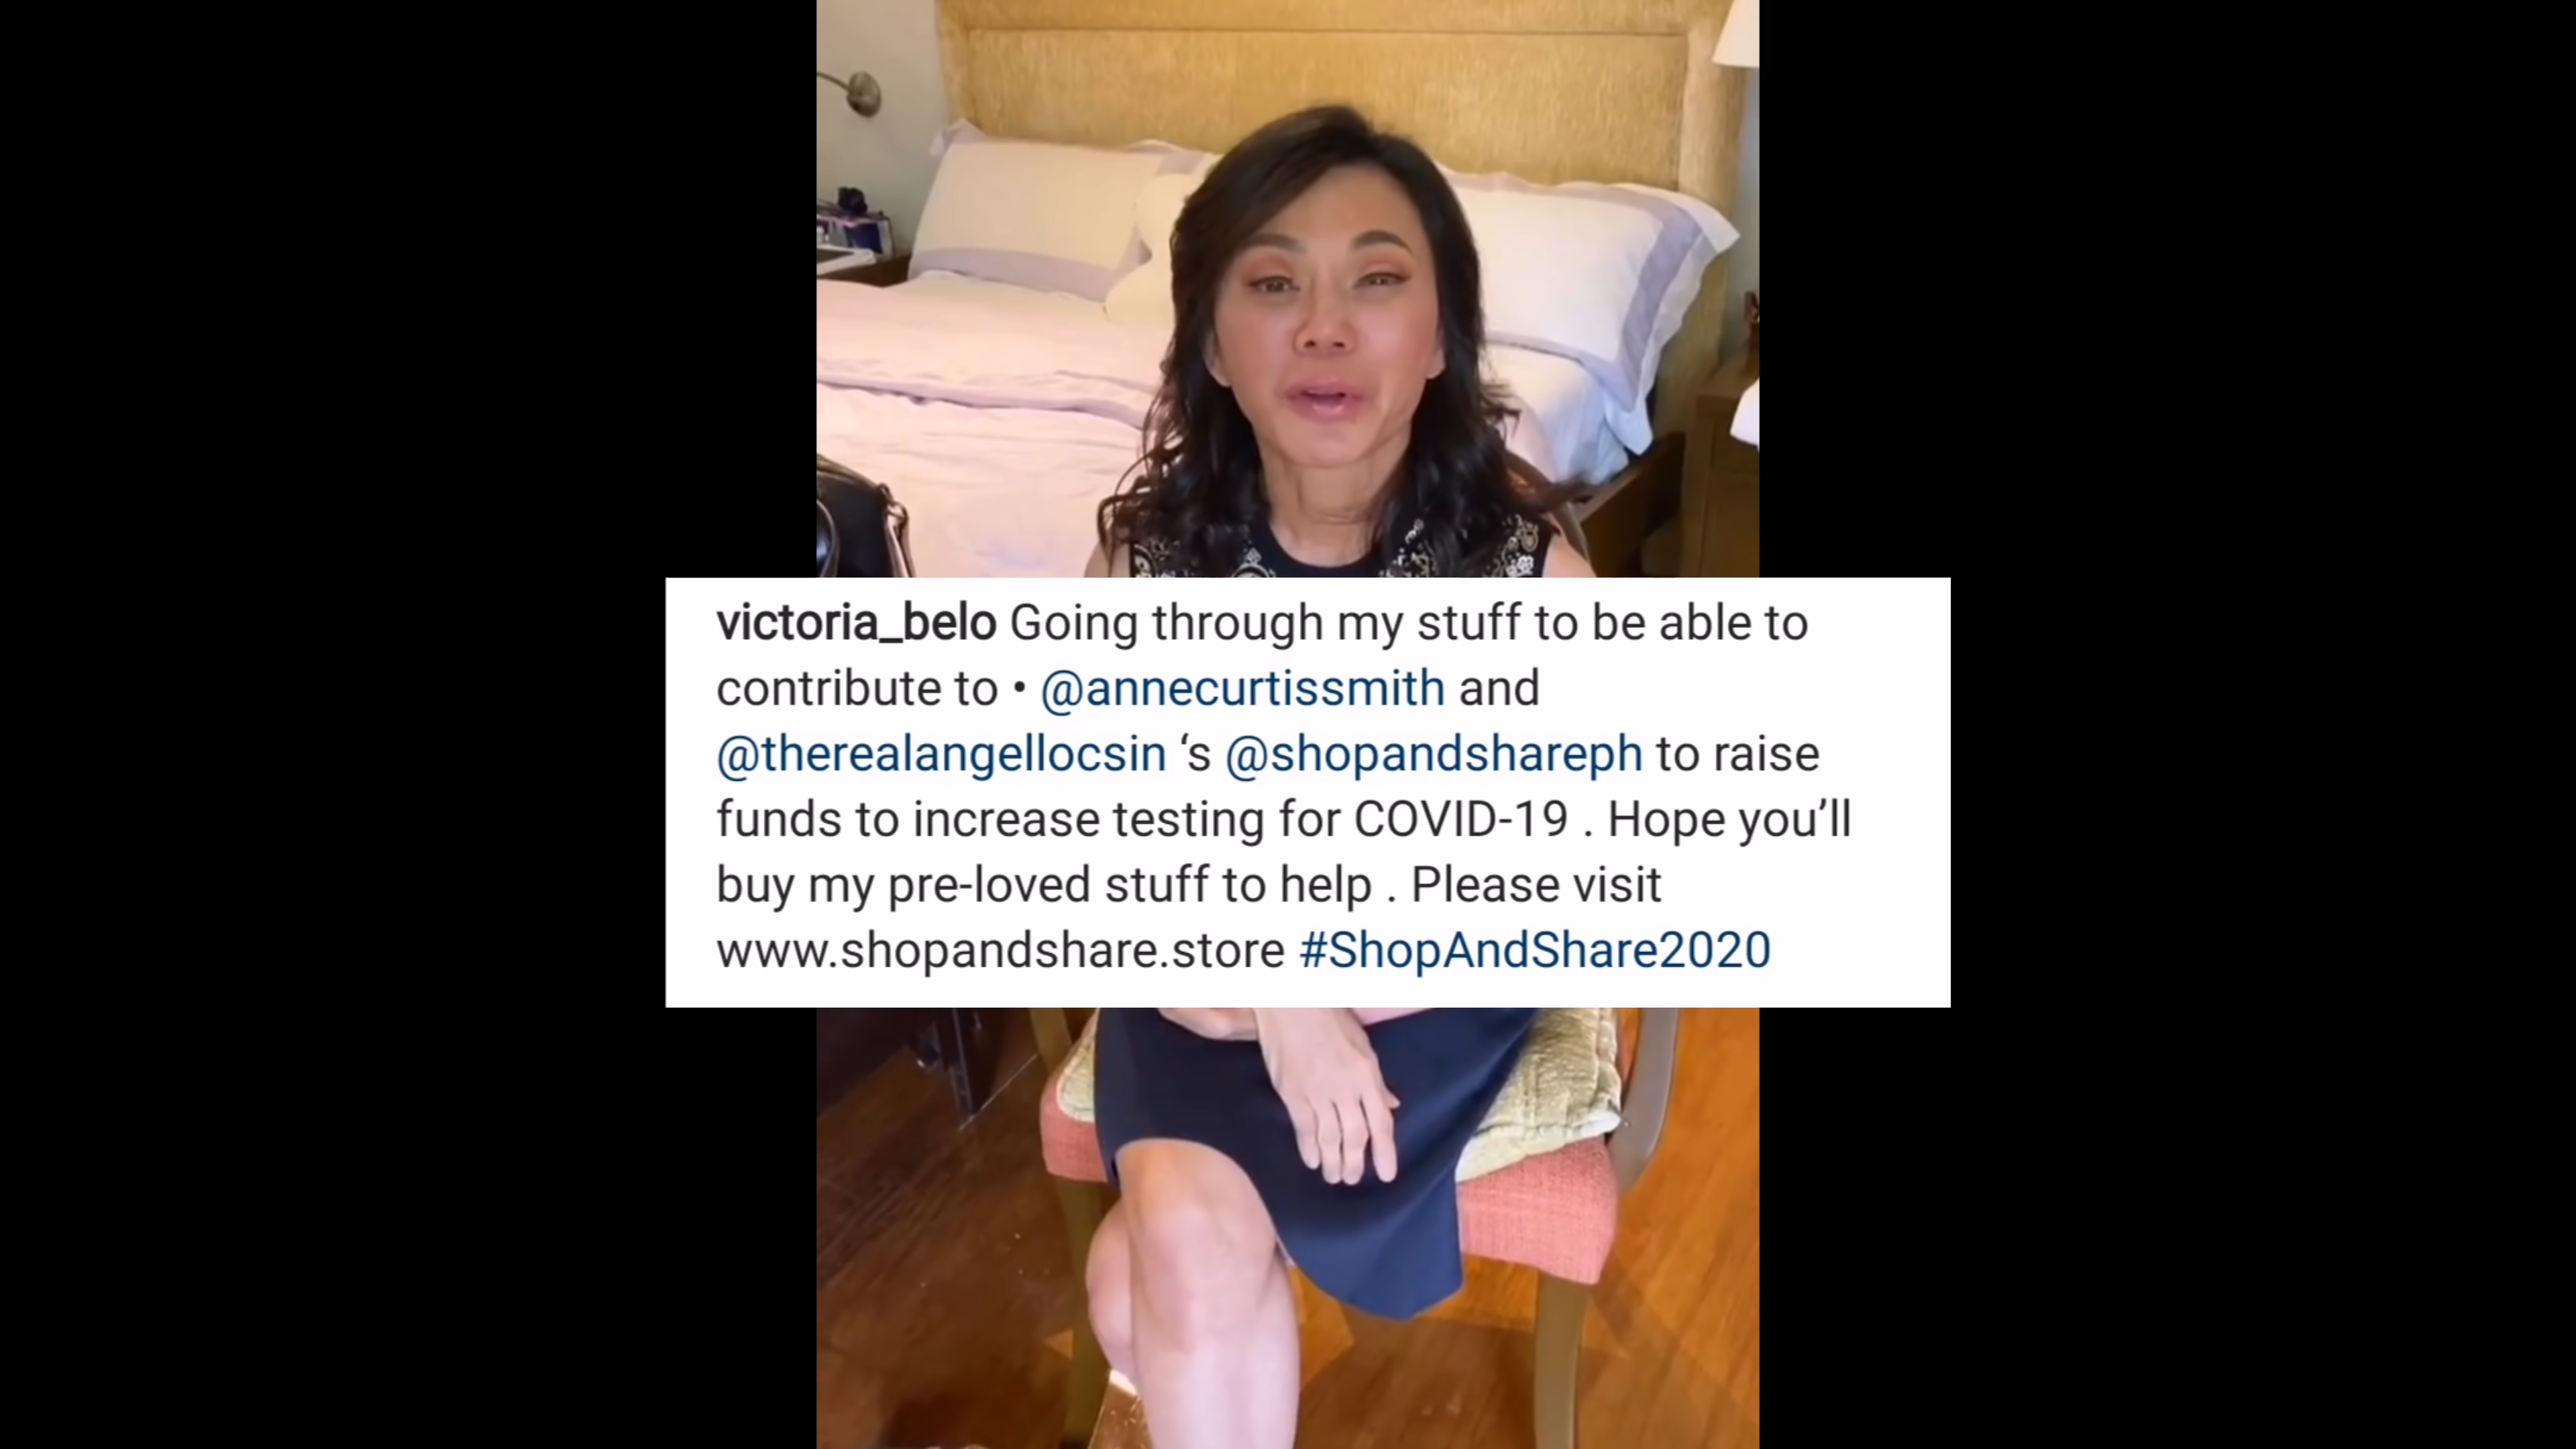 victoria_belo Going through my stuff to be able to
contribute to • @annecurtissmith and
@therealangellocsin ‘s @shopandshareph to raise
funds to increase testing for COVID-19 . Hope you’ll
buy my pre-loved stuff to help . Please visit
www.shopandshare.store #ShopAndShare2020